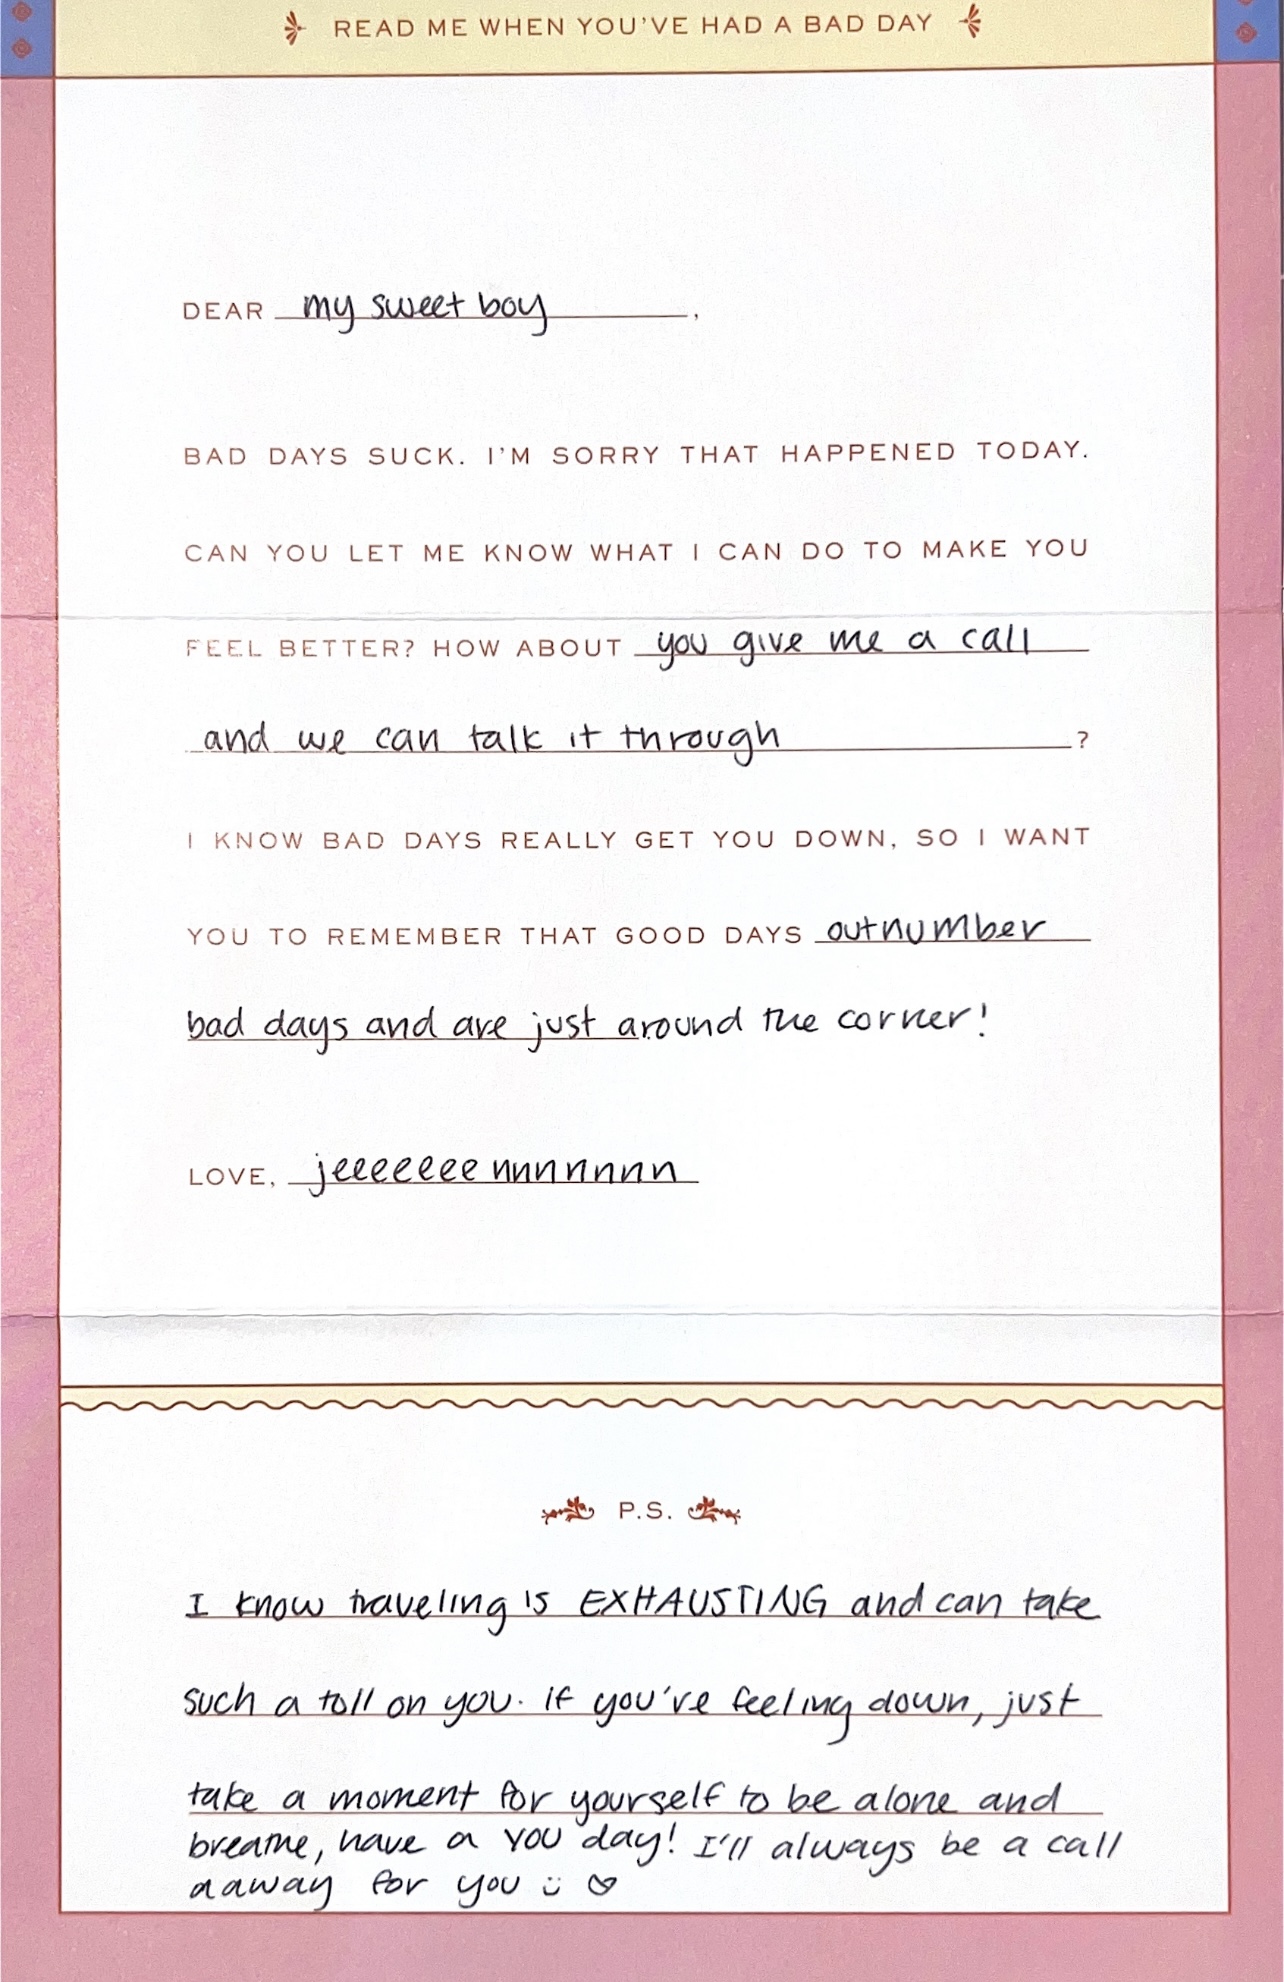 READ ME WHEN YOU'VE HAD A BAD DAY
DEAR my sweet boy,
BAD DAYS SUCK. I'M SORRY THAT HAPPENED TODAY.
CAN YOU LET ME KNOW WHAT I CAN DO TO MAKE YOU
FEEL BETTER? HOW ABOUT you give me a call
and we can talk it through?
I KNOW BAD DAYS REALLY GET YOU DOWN, SO I WANT
YOU TO REMEMBER THAT GOOD DAYS outnumber
bad days and are just around the corner!
LOVE, jeeeeeeennnnnnn
P.S.
I know traveling is EXHAUSTING and can take
such a toll on you. If you've feeling down, just
take a moment for yourself to be alone and
breathe, have a YOU day! I'll always be a call
aaway for you :) ♡